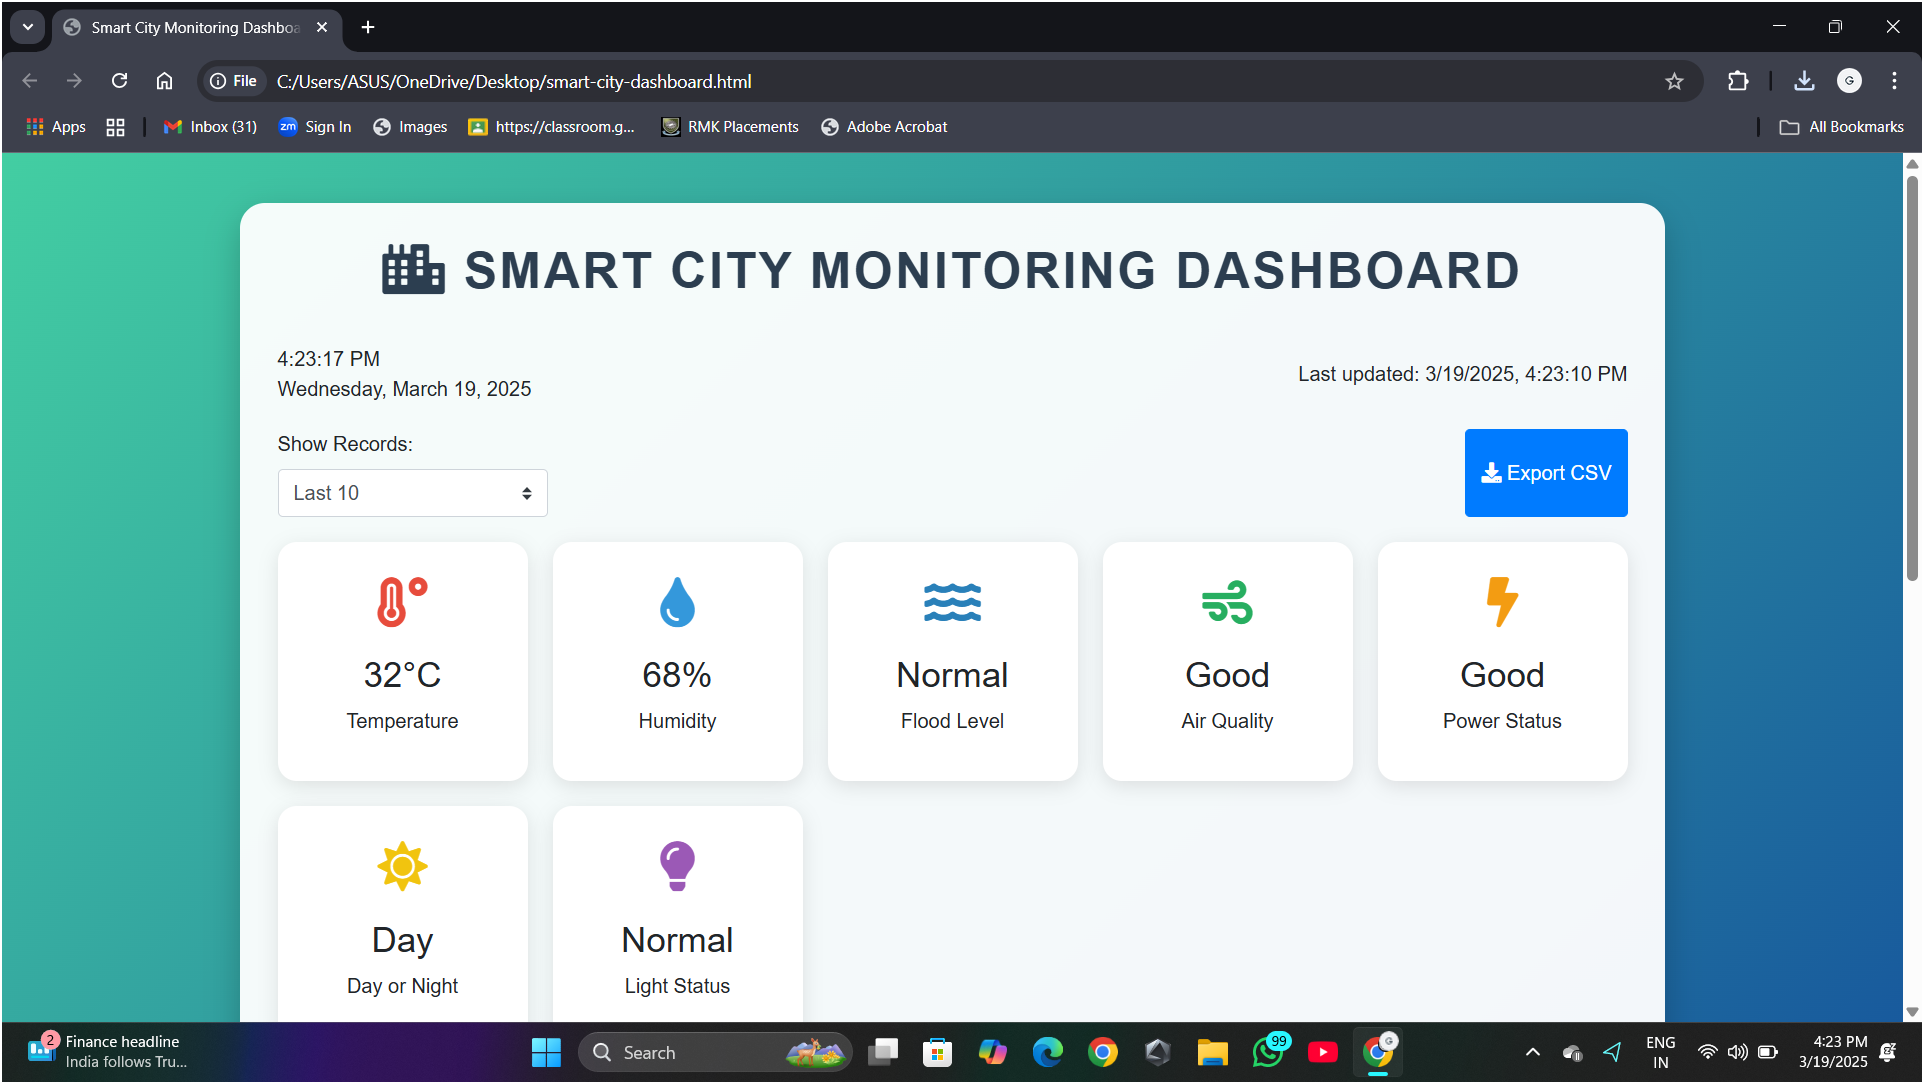 Smart City Monitoring Dashboa
File
C:/Users/ASUS/OneDrive/Desktop/smart-city-dashboard.html
G
Apps
Inbox (31)
zm Sign In
Images
https://classroom.g...
RMK Placements
Adobe Acrobat
All Bookmarks
SMART CITY MONITORING DASHBOARD
4:23:17 PM
Wednesday, March 19, 2025
Last updated: 3/19/2025, 4:23:10 PM
Show Records:
Last 10
Export CSV
32°C
Temperature
68%
Humidity
Normal
Flood Level
Good
Air Quality
Good
Power Status
Day
Day or Night
Normal
Light Status
2
Finance headline
India follows Tru...
Search
99
G
ENG
IN
4:23 PM
3/19/2025